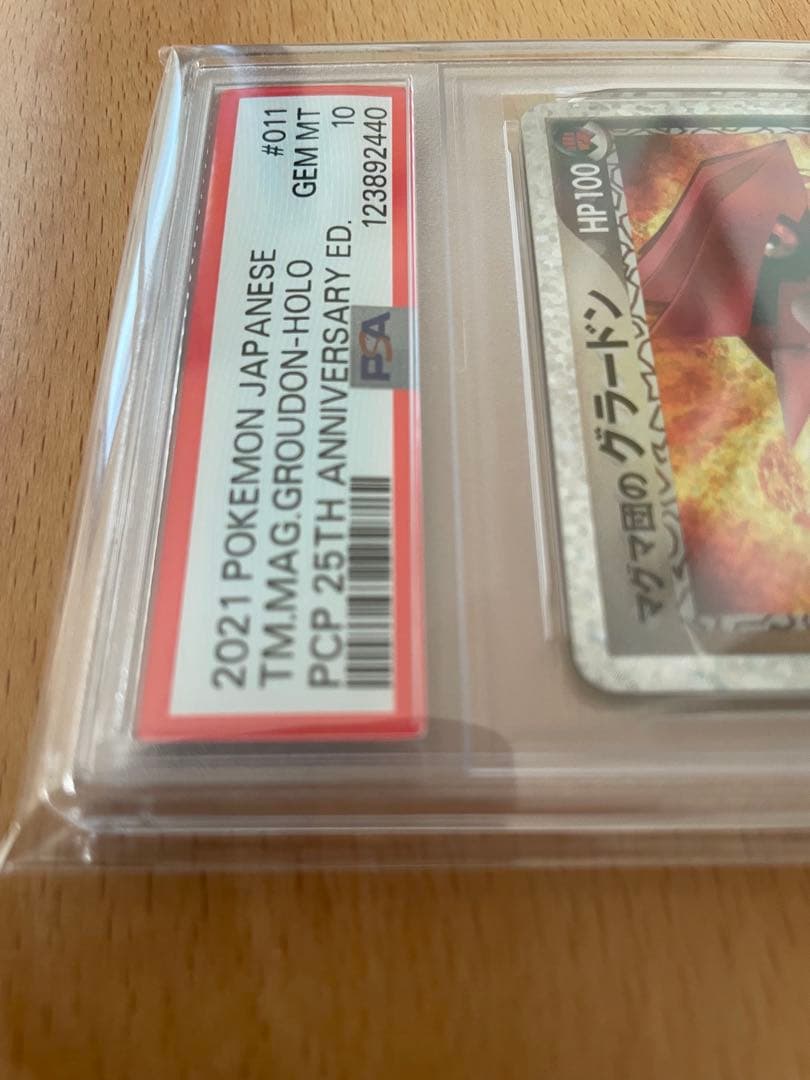 2021 POKEMON JAPANESE #011
TM.MAG.GROUDON-HOLO GEM MT
PCP 25TH ANNIVERSARY ED. 10
PSA 123892440
マグマ団の グラードン HP100